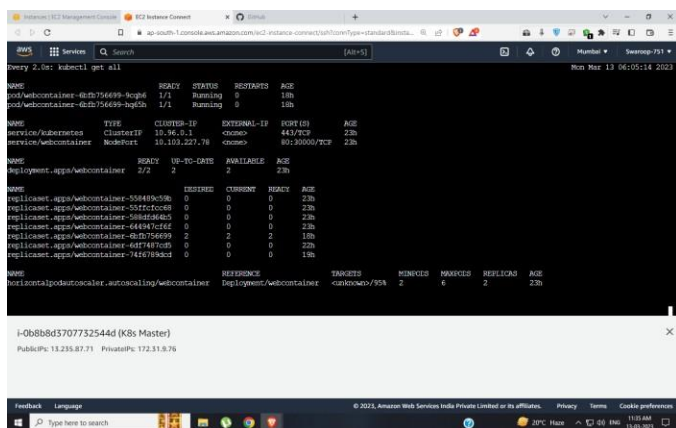 Instances | EC2 Management Console
EC2 Instance Connect
GitHub
ap-south-1.console.aws.amazon.com/ec2-instance-connect/ssh?connType=standard&insta...
aws
Services
Search
[Alt+S]
Mumbai
Swaroop-751
Every 2.0s: kubectl get all
Mon Mar 13 06:05:14 2023
NAME READY STATUS RESTARTS AGE
pod/webcontainer-6bfb756699-9cqh6 1/1 Running 0 18h
pod/webcontainer-6bfb756699-hq65h 1/1 Running 0 18h
NAME TYPE CLUSTER-IP EXTERNAL-IP PORT(S) AGE
service/kubernetes ClusterIP 10.96.0.1 <none> 443/TCP 23h
service/webcontainer NodePort 10.103.227.78 <none> 80:30000/TCP 23h
NAME READY UP-TO-DATE AVAILABLE AGE
deployment.apps/webcontainer 2/2 2 2 23h
NAME DESIRED CURRENT READY AGE
replicaset.apps/webcontainer-558489c59b 0 0 0 23h
replicaset.apps/webcontainer-55ffcfcc68 0 0 0 23h
replicaset.apps/webcontainer-588dfd64b5 0 0 0 23h
replicaset.apps/webcontainer-644947cf6f 0 0 0 23h
replicaset.apps/webcontainer-6bfb756699 2 2 2 18h
replicaset.apps/webcontainer-6df7487cd5 0 0 0 22h
replicaset.apps/webcontainer-74f6789dcd 0 0 0 19h
NAME REFERENCE TARGETS MINPODS MAXPODS REPLICAS AGE
horizontalpodautoscaler.autoscaling/webcontainer Deployment/webcontainer <unknown>/95% 2 6 2 23h
i-0b8b8d3707732544d (K8s Master)
PublicIPs: 13.235.87.71 PrivateIPs: 172.31.9.76
Feedback Language
© 2023, Amazon Web Services India Private Limited or its affiliates. Privacy Terms Cookie preferences
Type here to search
20°C Haze
ENG
11:35 AM